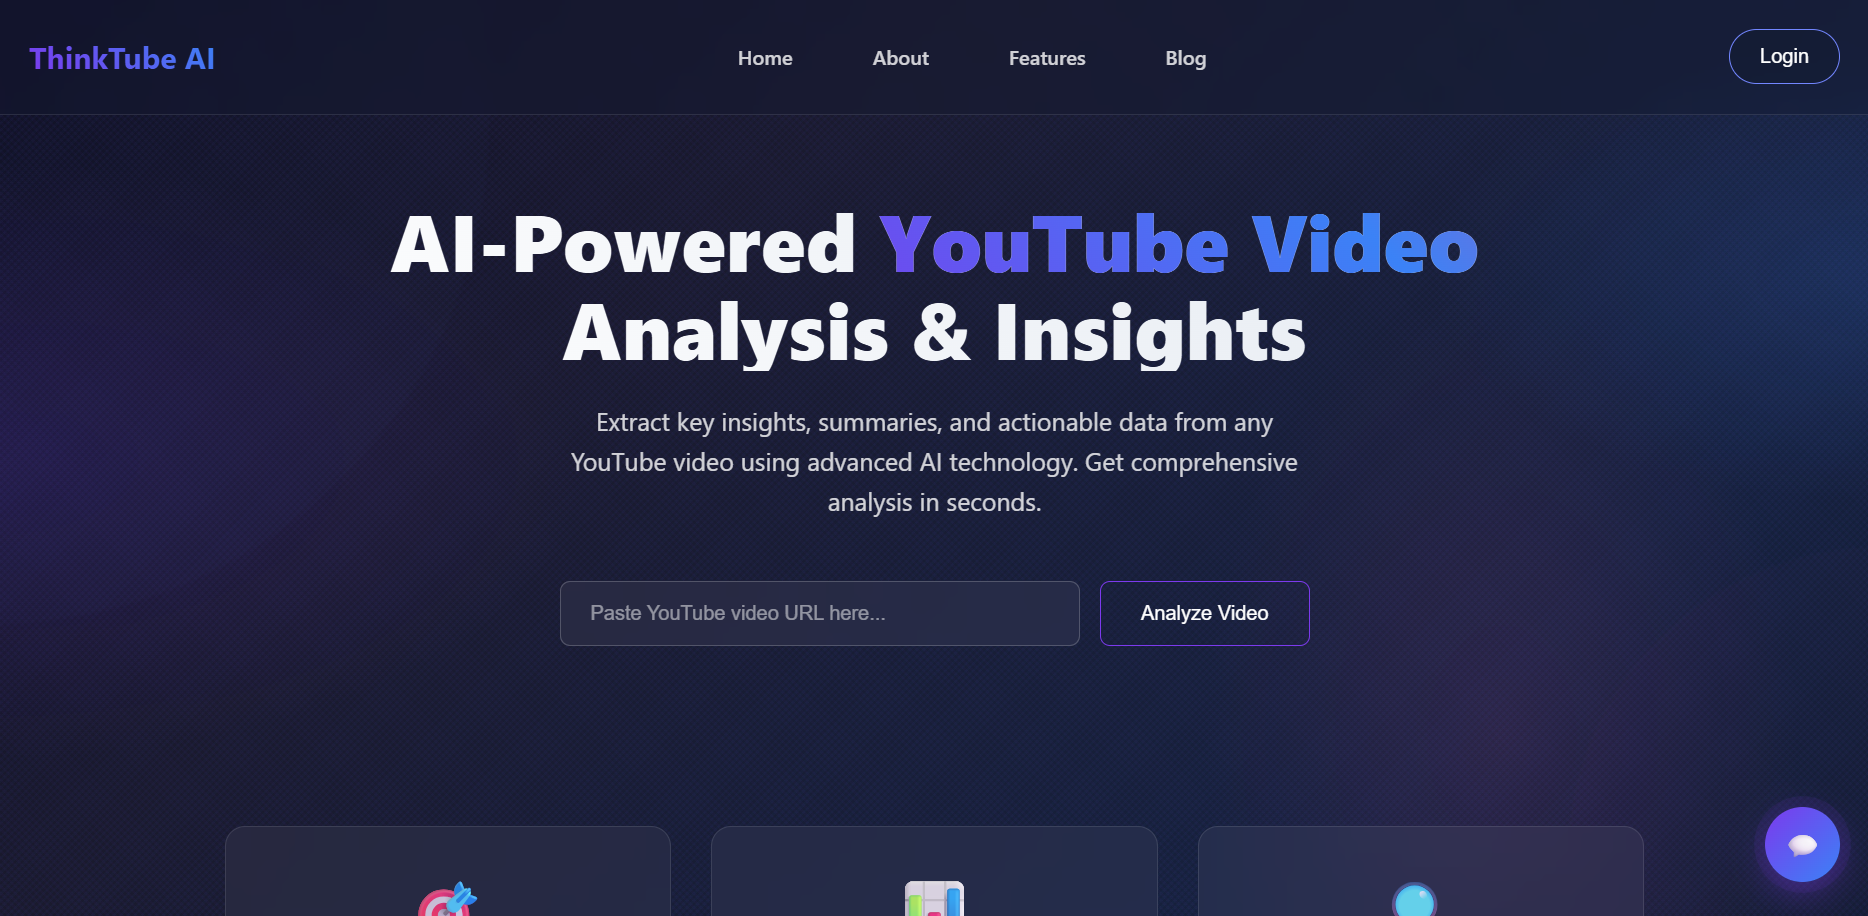 ThinkTube AI
Home
About
Features
Blog
Login
AI-Powered YouTube Video
Analysis & Insights
Extract key insights, summaries, and actionable data from any
YouTube video using advanced AI technology. Get comprehensive
analysis in seconds.
Paste YouTube video URL here...
Analyze Video